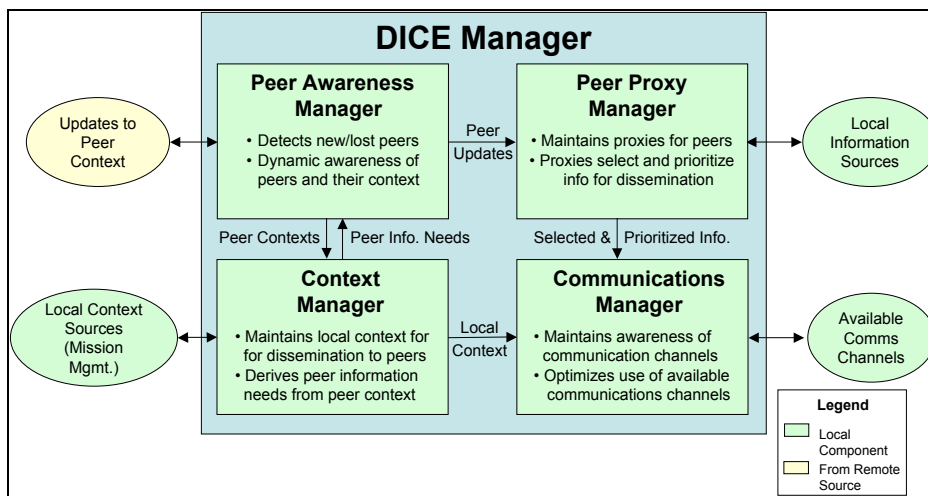 DICE Manager
Peer Awareness
Manager
• Detects new/lost peers
• Dynamic awareness of
peers and their context
Peer
Updates
Peer Proxy
Manager
• Maintains proxies for peers
• Proxies select and prioritize
info for dissemination
Updates to
Peer
Context
Local
Information
Sources
Peer Contexts
Peer Info. Needs
Selected &
Prioritized Info.
Context
Manager
• Maintains local context for
for dissemination to peers
• Derives peer information
needs from peer context
Local
Context
Communications
Manager
• Maintains awareness of
communication channels
• Optimizes use of available
communications channels
Local Context
Sources
(Mission
Mgmt.)
Available
Comms
Channels
Legend
Local
Component
From Remote
Source